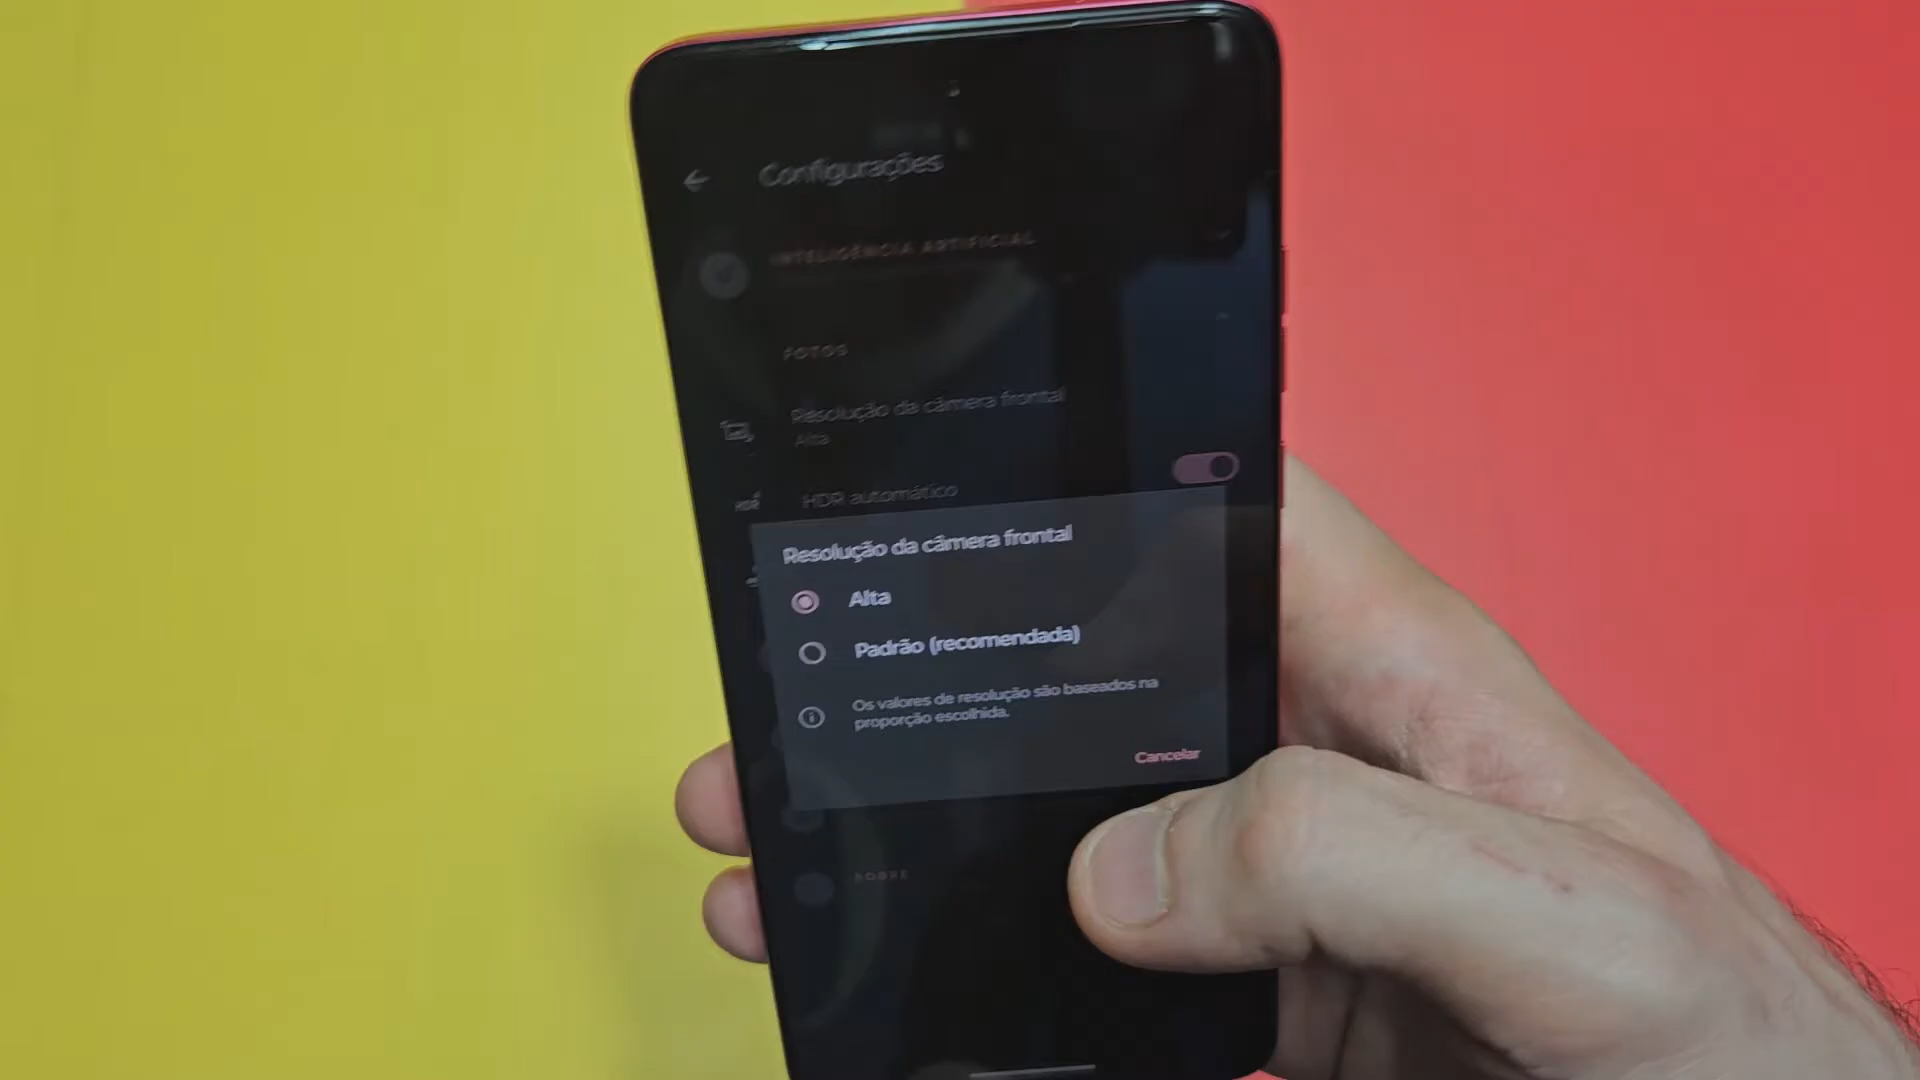 Configurações
INTELIGÊNCIA ARTIFICIAL
FOTOS
Resolução da câmera frontal
Alta
HDR
HDR automático
Resolução da câmera frontal
Alta
Padrão (recomendada)
Os valores de resolução são baseados na
proporção escolhida.
Cancelar
SOBRE